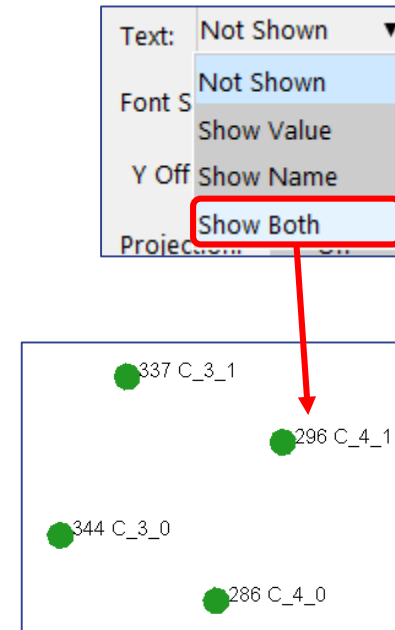 Text: Not Shown ▼
Not Shown
Font S
Show Value
Y Off Show Name
Show Both
337 C_3_1
296 C_4_1
344 C_3_0
286 C_4_0